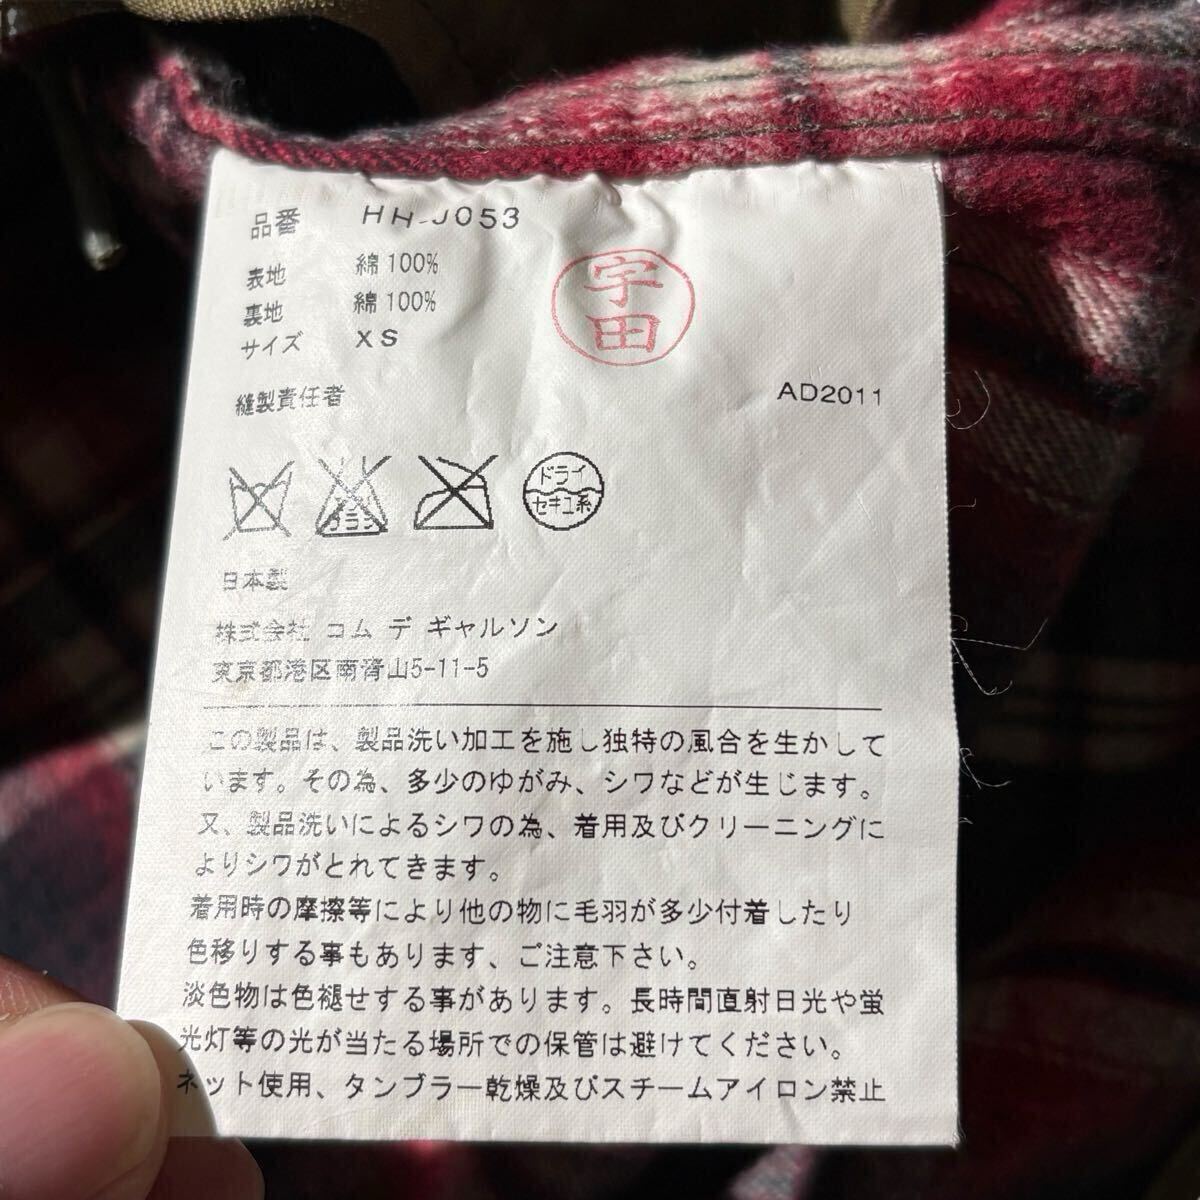 品番 HH-J053
表地 綿100%
裏地 綿100%
サイズ XS
宇田
縫製責任者
AD2011
エンソサラシ
ドライ
セキユ系
日本製
株式会社 コム デ ギャルソン
東京都港区南青山5-11-5
この製品は、製品洗い加工を施し独特の風合を生かして
います。その為、多少のゆがみ、シワなどが生じます。
又、製品洗いによるシワの為、着用及びクリーニングに
よりシワがとれてきます。
着用時の摩擦等により他の物に毛羽が多少付着したり
色移りする事もあります、ご注意下さい。
淡色物は色褪せする事があります。長時間直射日光や蛍
光灯等の光が当たる場所での保管は避けてください。
ネット使用、タンブラー乾燥及びスチームアイロン禁止